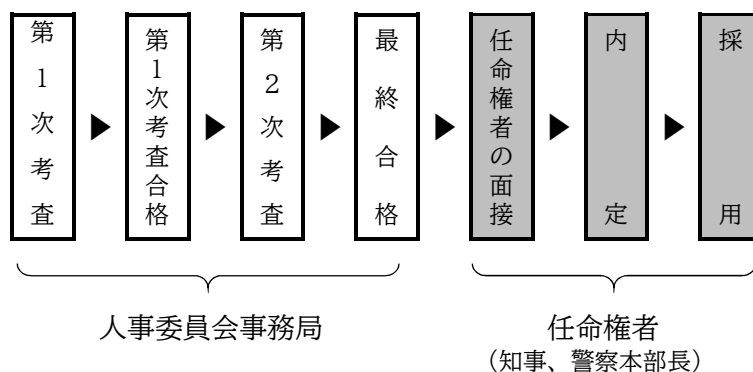 第1次考査
第1次考査合格
第2次考査
最終合格
任命権者の面接
内定
採用
人事委員会事務局
任命権者
（知事、警察本部長）